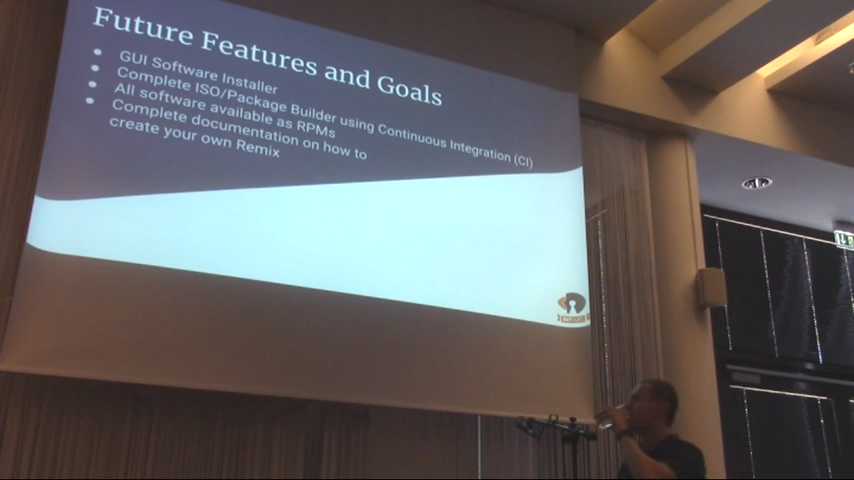 Future Features and Goals
GUI Software Installer
Complete ISO/Package Builder using Continuous Integration (CI)
All software available as RPMs
Complete documentation on how to
create your own Remix